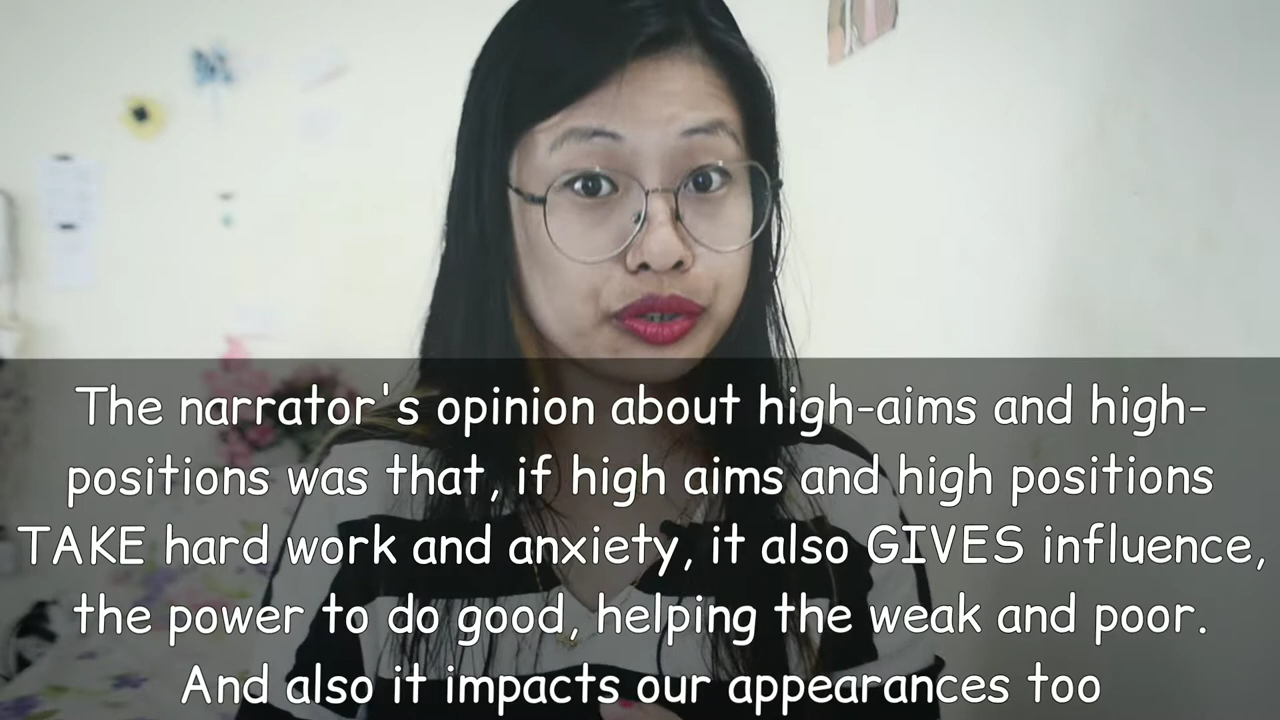 The narrator's opinion about high-aims and high-
positions was that, if high aims and high positions
TAKE hard work and anxiety, it also GIVES influence,
the power to do good, helping the weak and poor.
And also it impacts our appearances too